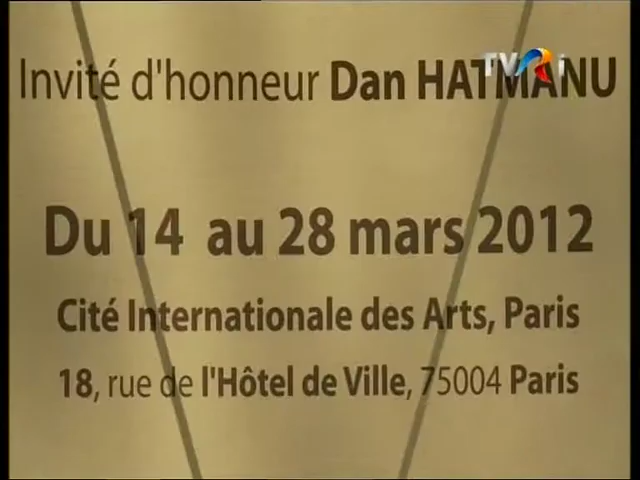 TVRi
Invité d'honneur Dan HATMANU
Du 14 au 28 mars 2012
Cité Internationale des Arts, Paris
18, rue de l'Hôtel de Ville, 75004 Paris